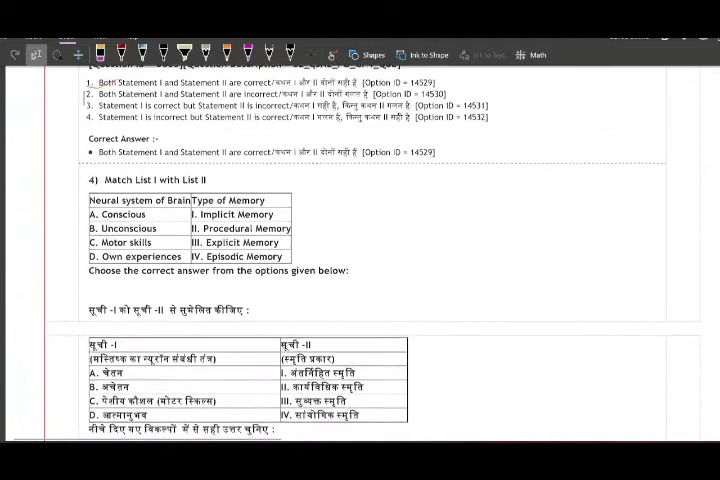 Shapes
Ink to Shape
Ink to Text
Math
1. Both Statement I and Statement II are correct/कथन I और II दोनों सही हैं [Option ID = 14529]
2. Both Statement I and Statement II are incorrect/कथन I और II दोनों गलत है [Option ID = 14530]
3. Statement I is correct but Statement II is incorrect/कथन I सही है, किन्तु कथन II गलत है [Option ID = 14531]
4. Statement I is incorrect but Statement II is correct/कथन I गलत है, किन्तु कथन II सही है [Option ID = 14532]
Correct Answer :-
• Both Statement I and Statement II are correct/कथन I और II दोनों सही हैं [Option ID = 14529]
4) Match List I with List II
Neural system of Brain Type of Memory
A. Conscious I. Implicit Memory
B. Unconscious II. Procedural Memory
C. Motor skills III. Explicit Memory
D. Own experiences IV. Episodic Memory
Choose the correct answer from the options given below:
सूची -I को सूची -II से सुमेलित कीजिए :
सूची -I सूची -II
(मस्तिष्क का न्यूरॉन संबंधी तंत्र) (स्मृति प्रकार)
A. चेतन I. अंतर्निहित स्मृति
B. अचेतन II. कार्यविधिक स्मृति
C. पेशीय कौशल (मोटर स्किल्स) III. सुव्यक्त स्मृति
D. आत्मानुभव IV. सांयोगिक स्मृति
नीचे दिए गए विकल्पों में से सही उत्तर चुनिए :